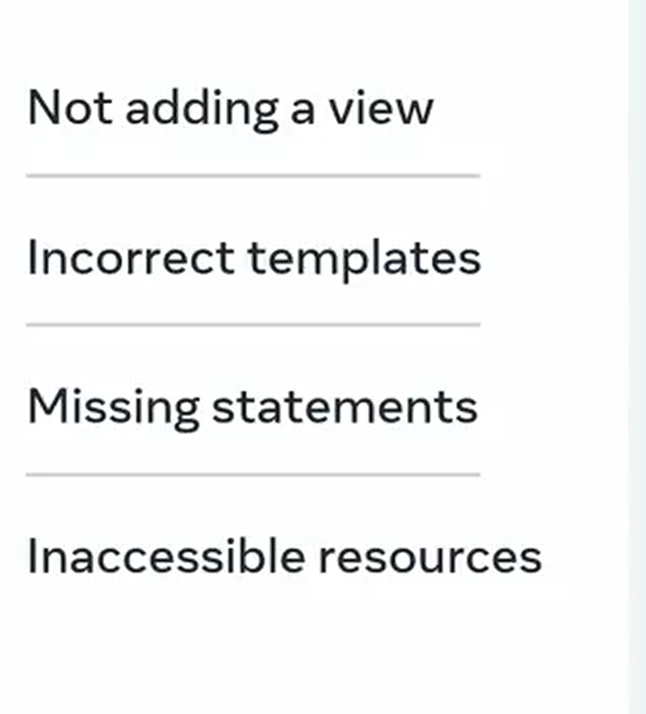 Not adding a view
Incorrect templates
Missing statements
Inaccessible resources